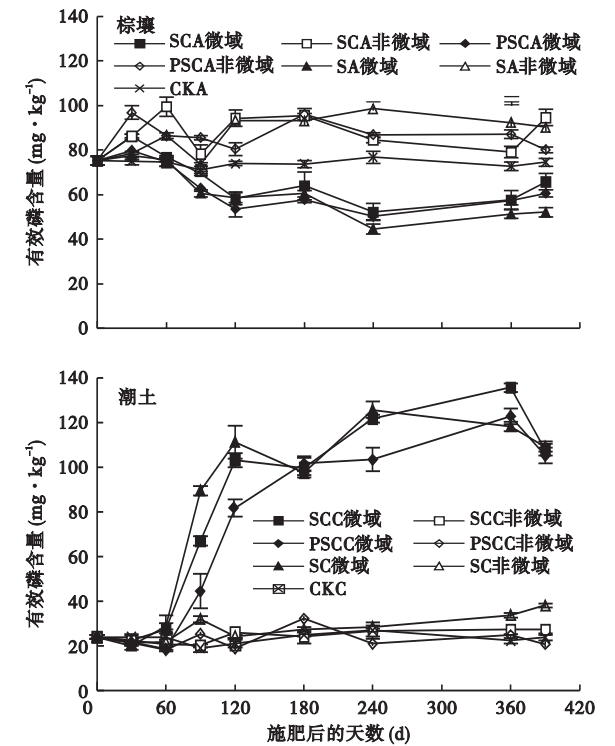 棕壤
SCA微域 SCA非微域 PSCA微域
PSCA非微域 SA微域 SA非微域
CKA
有效磷含量 (mg·kg⁻¹)
140
120
100
80
60
40
20
0
潮土
SCC微域 SCC非微域
PSCC微域 PSCC非微域
SC微域 SC非微域
CKC
有效磷含量 (mg·kg⁻¹)
140
120
100
80
60
40
20
0
0 60 120 180 240 300 360 420
施肥后的天数 (d)